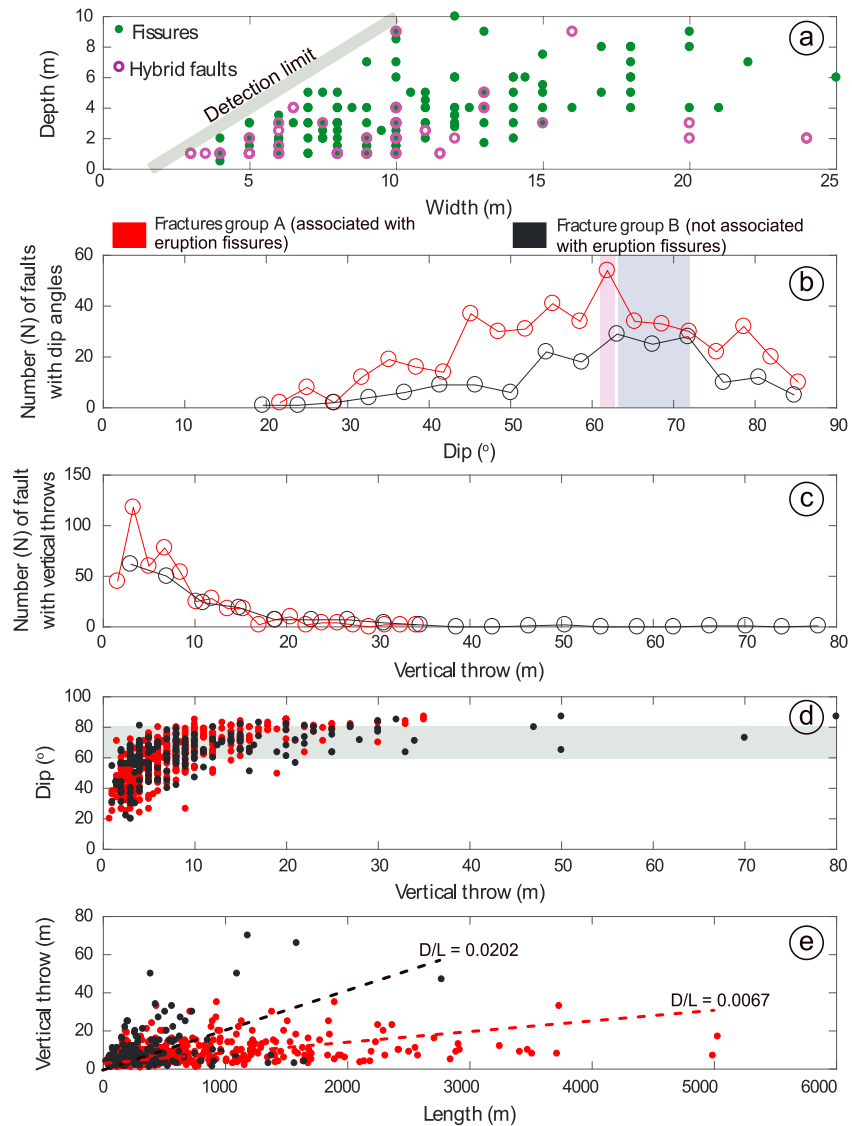 10
8
6
4
2
0
Depth (m)
Fissures
Hybrid faults
Detection limit
a
0
5
10
15
20
25
Width (m)
Fractures group A (associated with
eruption fissures)
Fracture group B (not associated
with eruption fissures)
60
40
20
0
Number (N) of faults
with dip angles
b
0
10
20
30
40
50
60
70
80
90
Dip (°)
150
100
50
0
Number (N) of fault
with vertical throws
c
0
10
20
30
40
50
60
70
80
Vertical throw (m)
100
80
60
40
20
0
Dip (°)
d
0
10
20
30
40
50
60
70
80
Vertical throw (m)
80
60
40
20
0
Vertical throw (m)
D/L = 0.0202
D/L = 0.0067
e
0
1000
2000
3000
4000
5000
6000
Length (m)